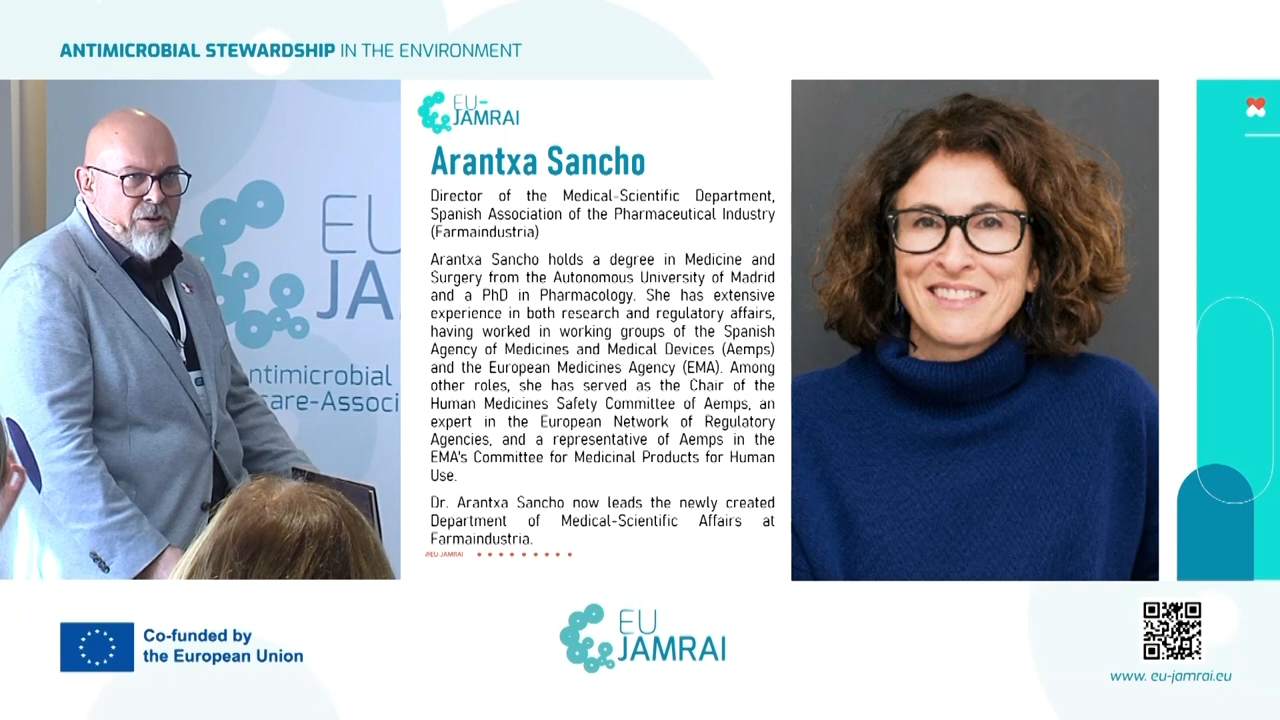 ANTIMICROBIAL STEWARDSHIP IN THE ENVIRONMENT
EU
JA
ntimicrobial
care-Associ
EU-
JAMRAI
Arantxa Sancho
Director of the Medical-Scientific Department,
Spanish Association of the Pharmaceutical Industry
(Farmaindustria)
Arantxa Sancho holds a degree in Medicine and
Surgery from the Autonomous University of Madrid
and a PhD in Pharmacology. She has extensive
experience in both research and regulatory affairs,
having worked in working groups of the Spanish
Agency of Medicines and Medical Devices (Aemps)
and the European Medicines Agency (EMA). Among
other roles, she has served as the Chair of the
Human Medicines Safety Committee of Aemps, an
expert in the European Network of Regulatory
Agencies, and a representative of Aemps in the
EMA's Committee for Medicinal Products for Human
Use.
Dr. Arantxa Sancho now leads the newly created
Department of Medical-Scientific Affairs at
Farmaindustria.
#EU-JAMRAI
Co-funded by
the European Union
EU
JAMRAI
www. eu-jamrai.eu